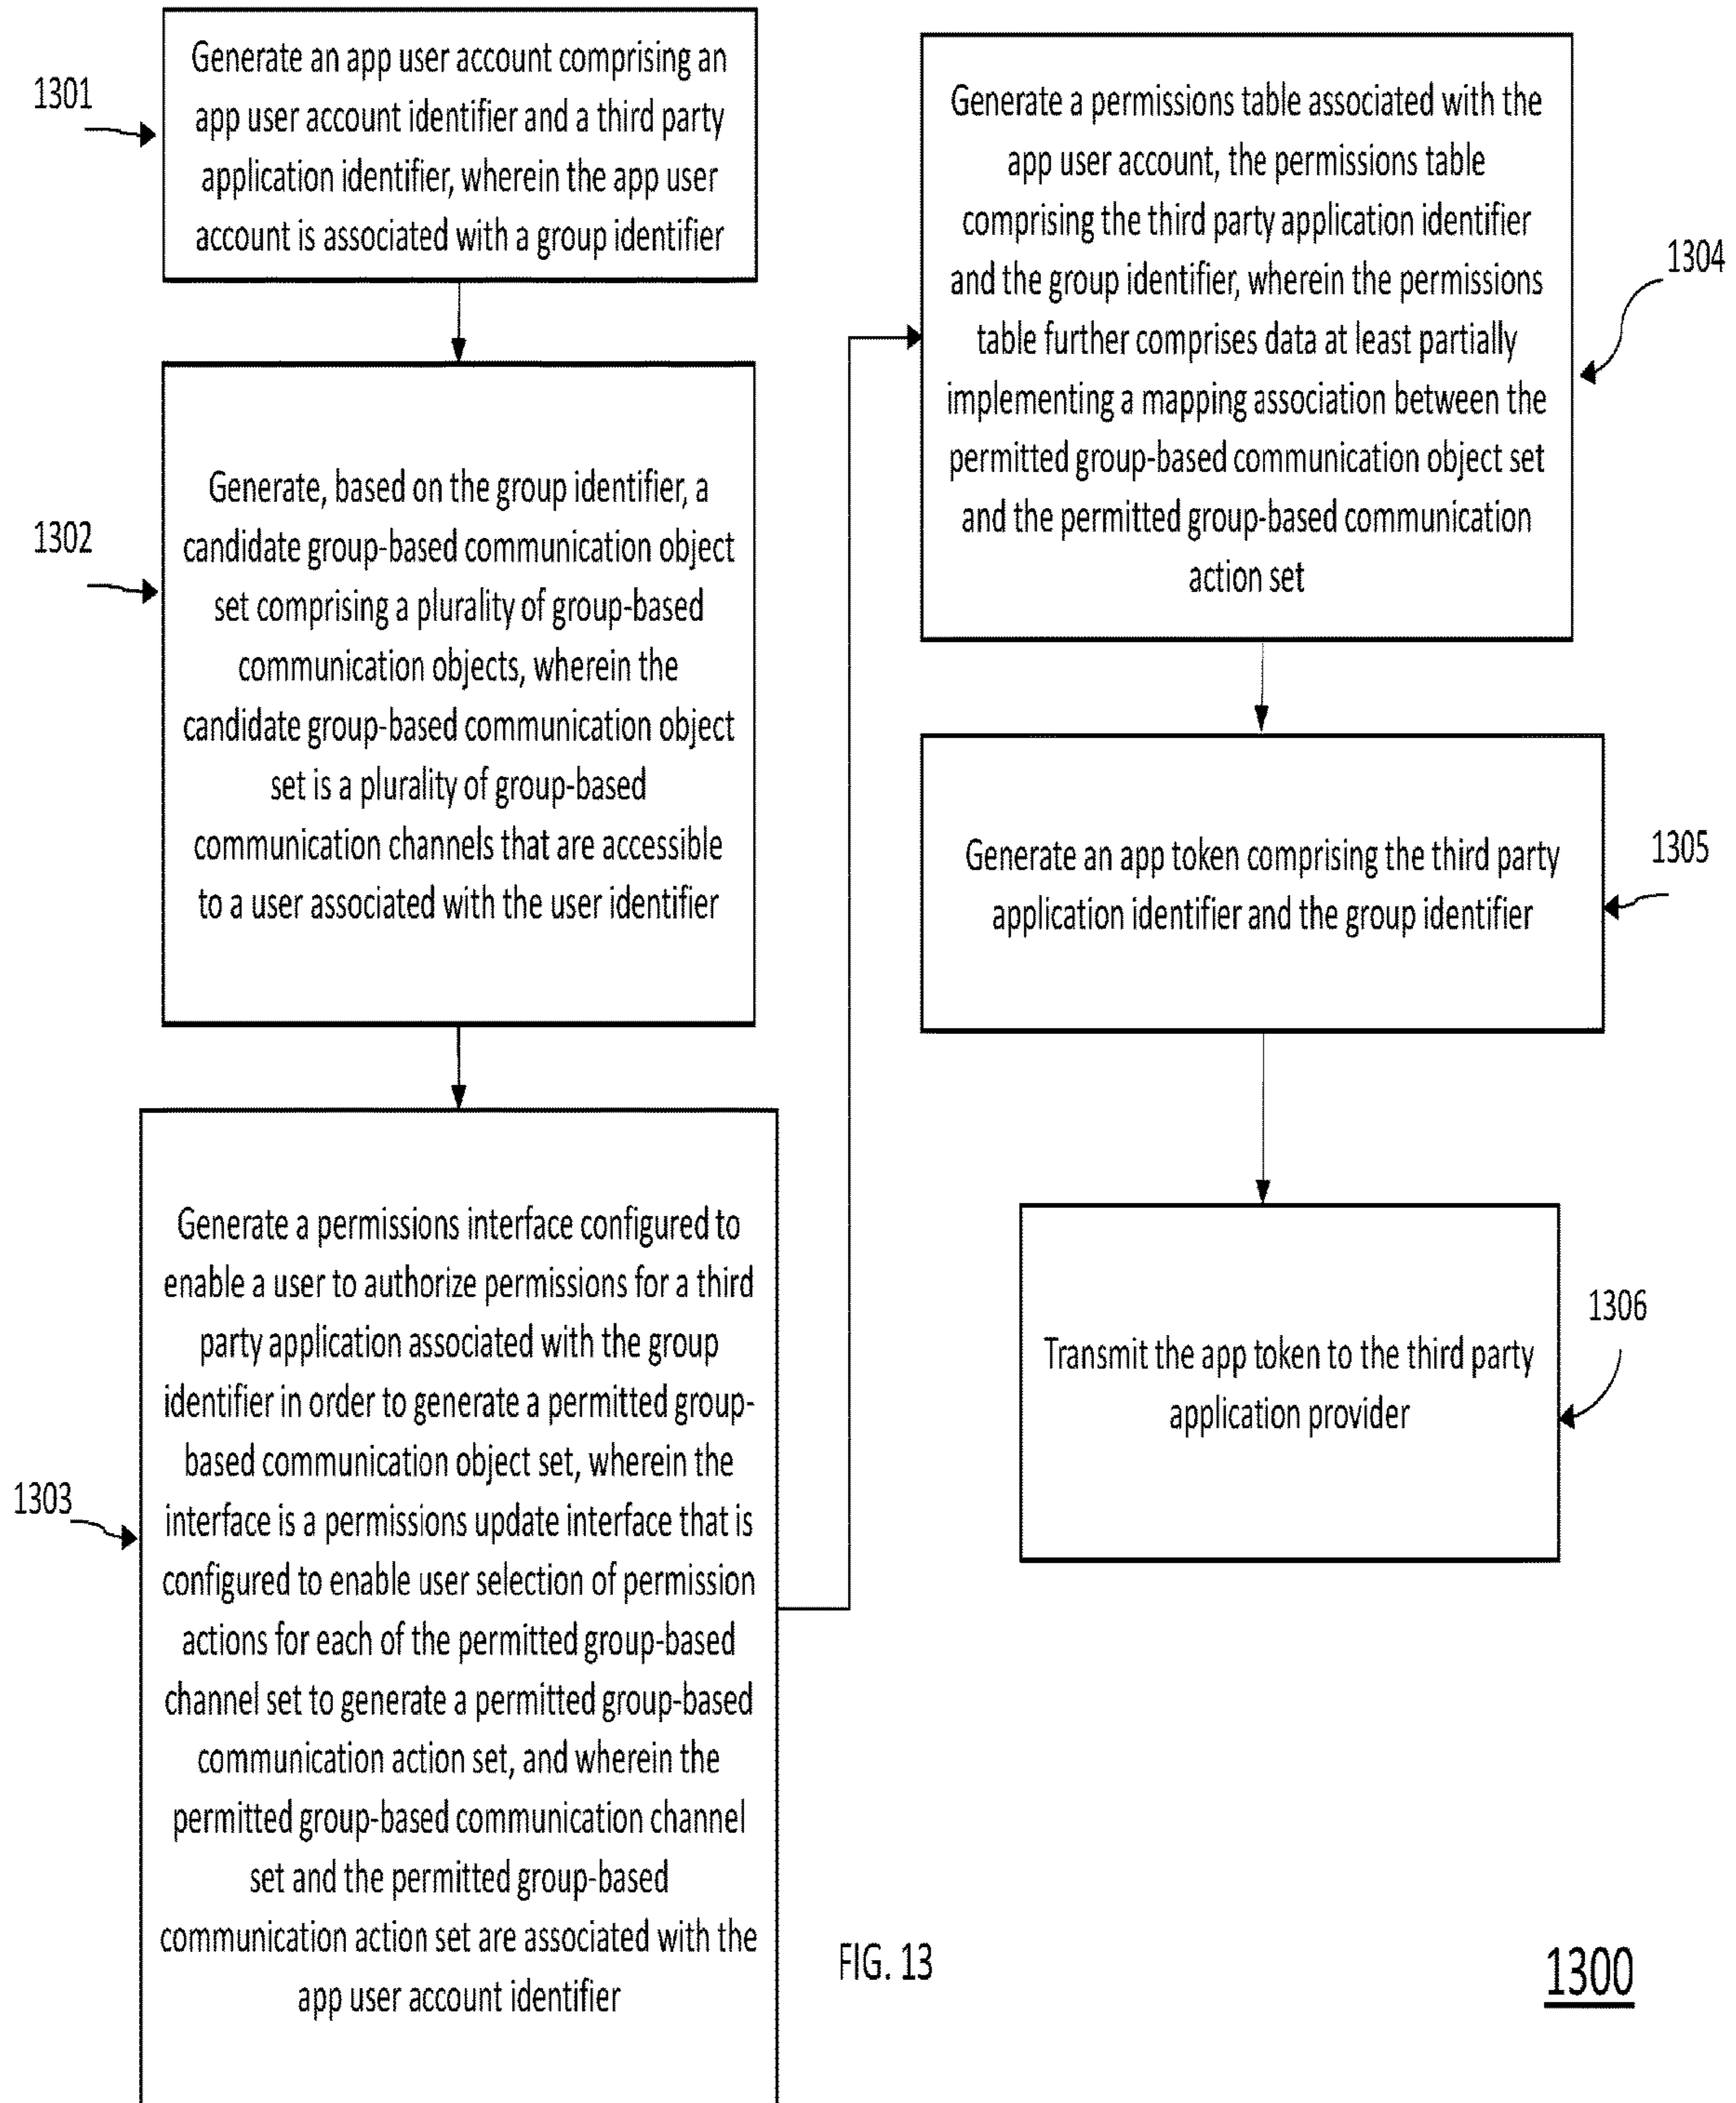 1301
Generate an app user account comprising an
app user account identifier and a third party
application identifier, wherein the app user
account is associated with a group identifier
1302
Generate, based on the group identifier, a
candidate group-based communication object
set comprising a plurality of group-based
communication objects, wherein the
candidate group-based communication object
set is a plurality of group-based
communication channels that are accessible
to a user associated with the user identifier
1303
Generate a permissions interface configured to
enable a user to authorize permissions for a third
party application associated with the group
identifier in order to generate a permitted group-
based communication object set, wherein the
interface is a permissions update interface that is
configured to enable user selection of permission
actions for each of the permitted group-based
channel set to generate a permitted group-based
communication action set, and wherein the
permitted group-based communication channel
set and the permitted group-based
communication action set are associated with the
app user account identifier
Generate a permissions table associated with the
app user account, the permissions table
comprising the third party application identifier
and the group identifier, wherein the permissions
table further comprises data at least partially
implementing a mapping association between the
permitted group-based communication object set
and the permitted group-based communication
action set
1304
Generate an app token comprising the third party
application identifier and the group identifier
1305
Transmit the app token to the third party
application provider
1306
FIG. 13
1300